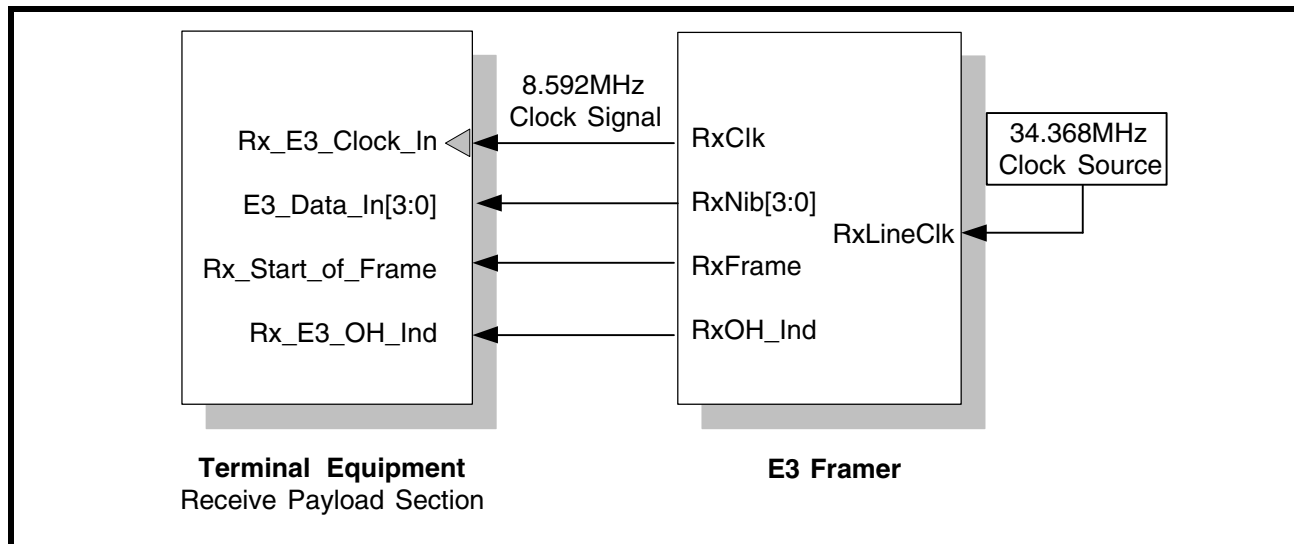 8.592MHz
Clock Signal
Rx_E3_Clock_In
E3_Data_In[3:0]
Rx_Start_of_Frame
Rx_E3_OH_Ind
RxClk
RxNib[3:0]
RxFrame
RxOH_Ind
RxLineClk
34.368MHz
Clock Source
Terminal Equipment
Receive Payload Section
E3 Framer